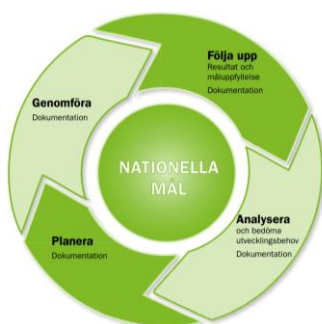 Följa upp
Resultat och
måluppfyllelse
Dokumentation
Genomföra
Dokumentation
NATIONELLA
MÅL
Analysera
och bedöma
utvecklingsbehov
Dokumentation
Planera
Dokumentation